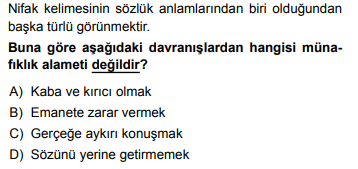 Nifak kelimesinin sözlük anlamlarından biri olduğundan
başka türlü görünmektir.
Buna göre aşağıdaki davranışlardan hangisi müna-
fıklık alameti değildir?
A) Kaba ve kırıcı olmak
B) Emanete zarar vermek
C) Gerçeğe aykırı konuşmak
D) Sözünü yerine getirmemek